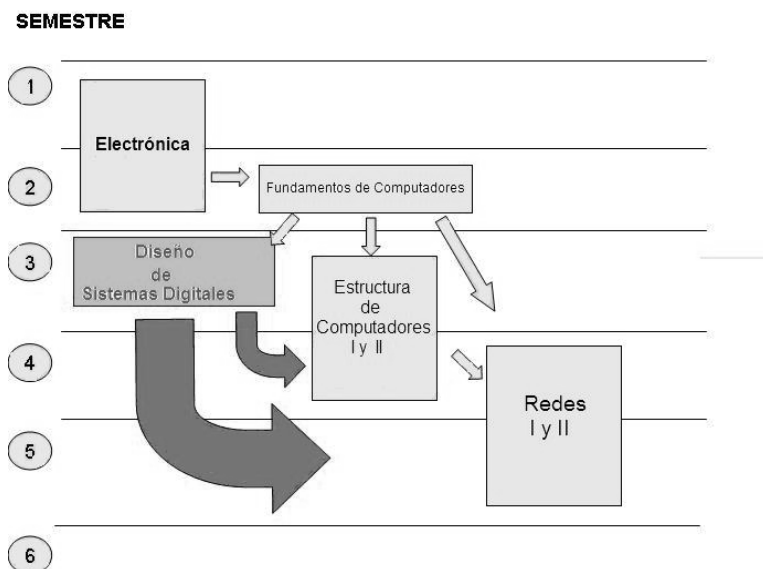 SEMESTRE
1
Electrónica
2
Fundamentos de Computadores
3
Diseño
de
Sistemas Digitales
Estructura
de
Computadores
I y II
4
Redes
I y II
5
6